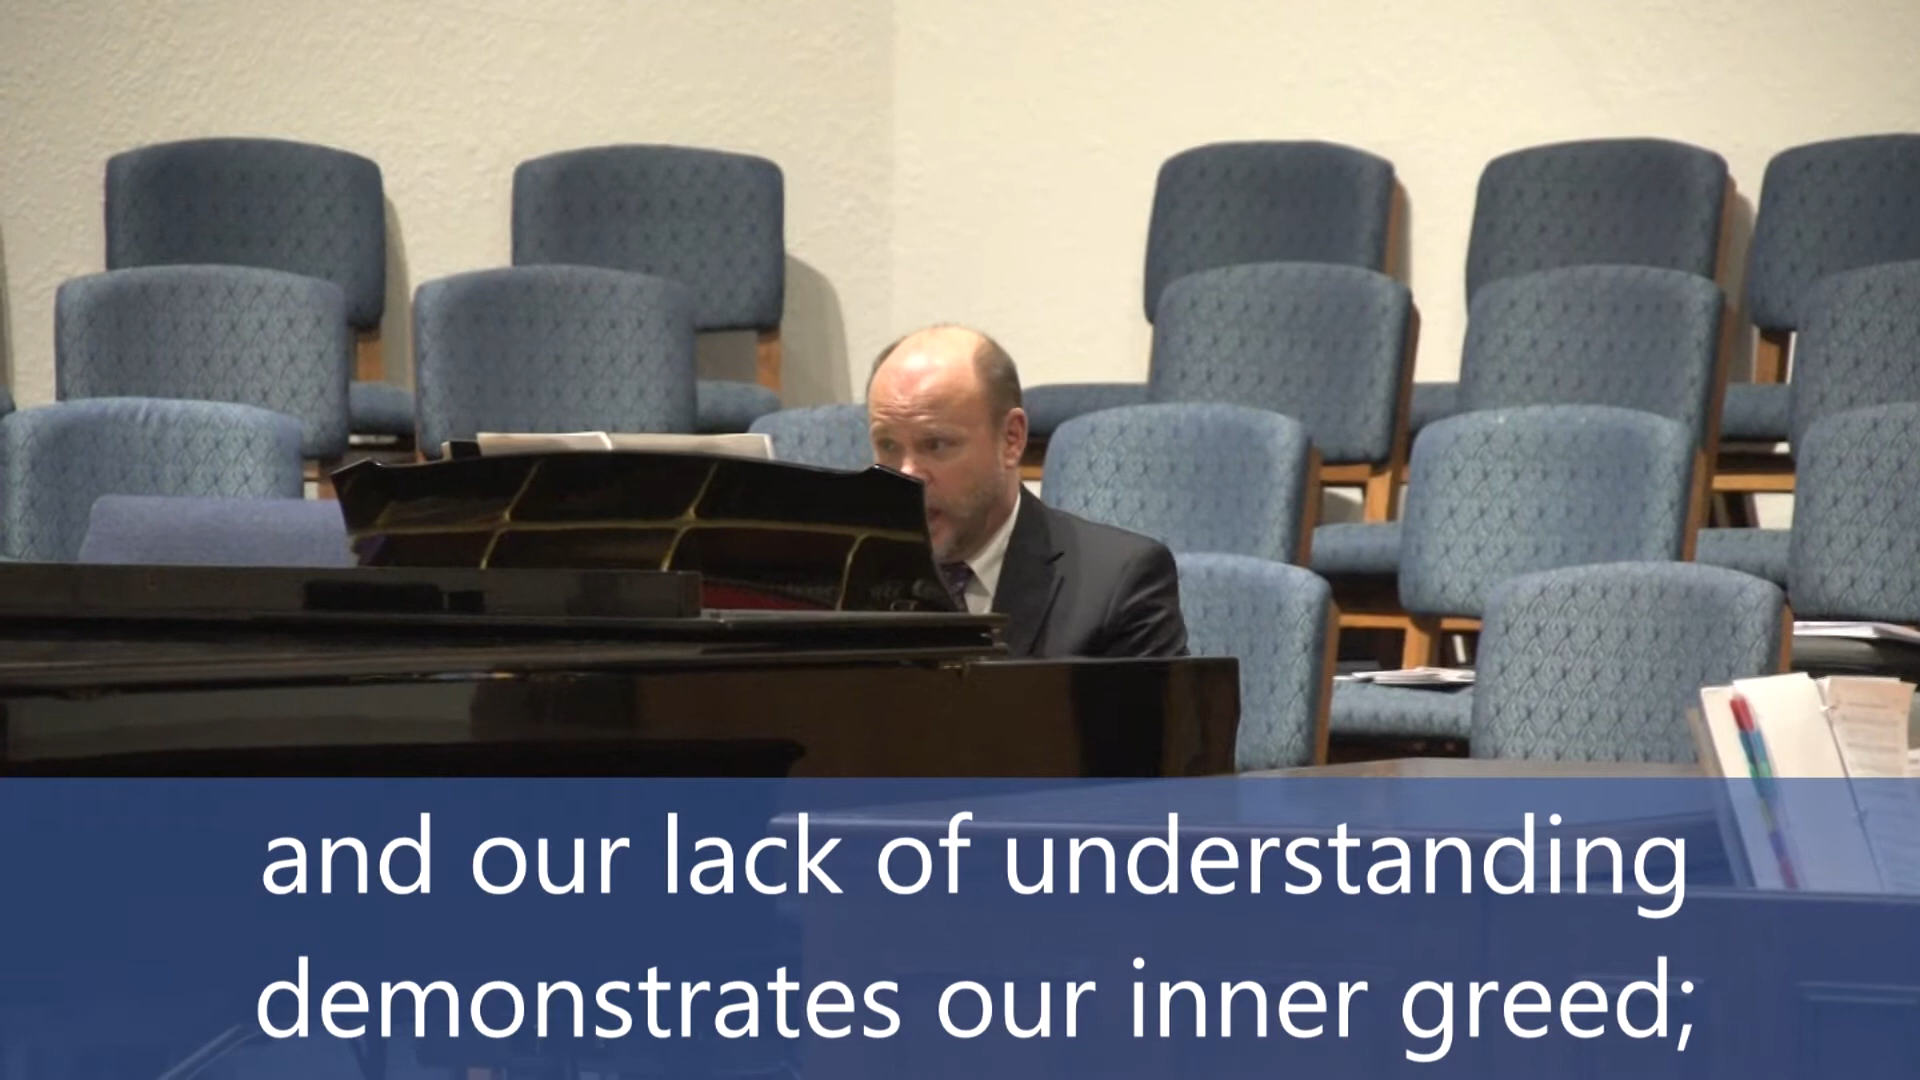 and our lack of understanding
demonstrates our inner greed;